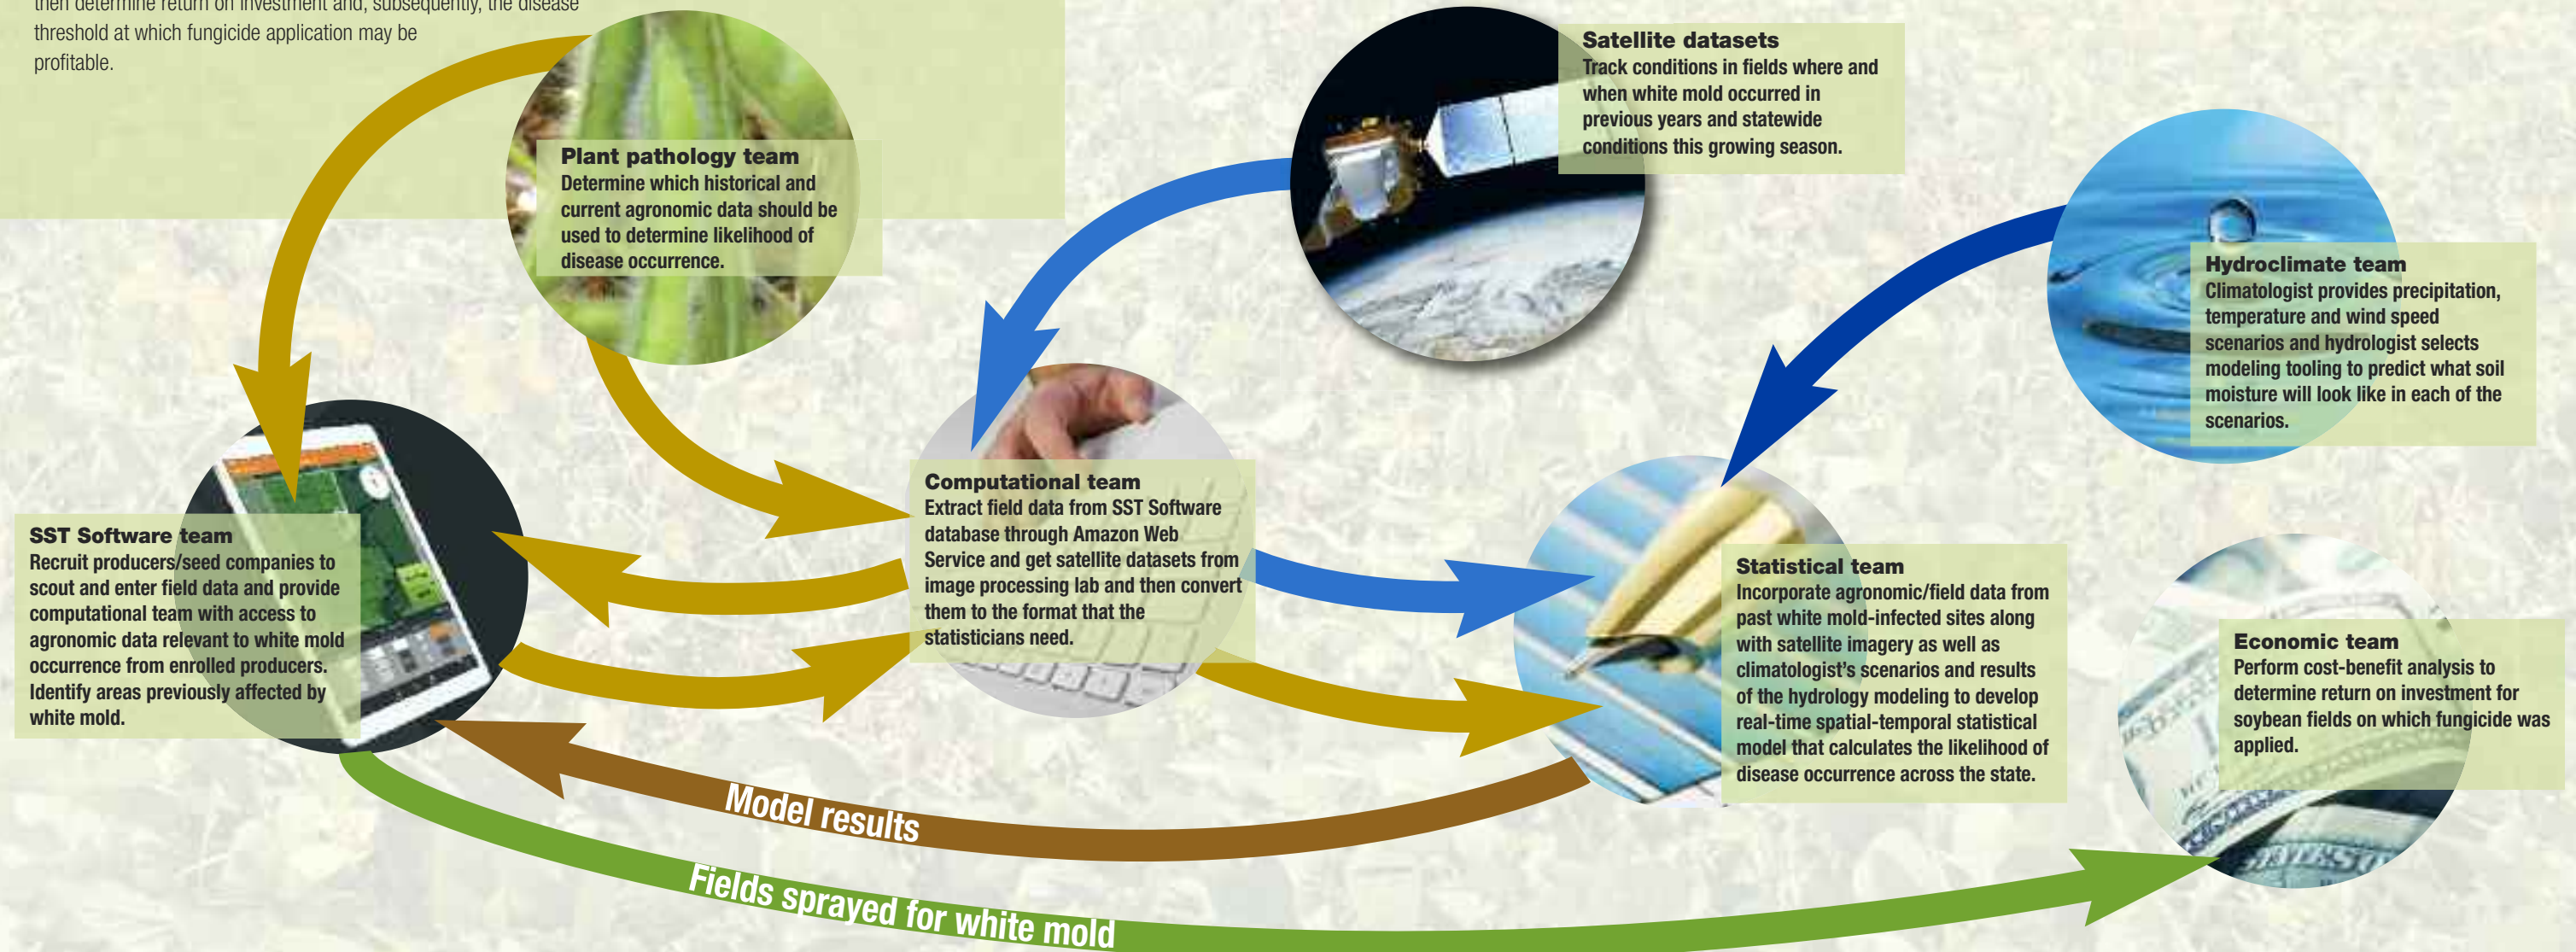 then determine return on investment and, subsequently, the disease
threshold at which fungicide application may be
profitable.
Plant pathology team
Determine which historical and
current agronomic data should be
used to determine likelihood of
disease occurrence.
Satellite datasets
Track conditions in fields where and
when white mold occurred in
previous years and statewide
conditions this growing season.
Hydroclimate team
Climatologist provides precipitation,
temperature and wind speed
scenarios and hydrologist selects
modeling tooling to predict what soil
moisture will look like in each of the
scenarios.
SST Software team
Recruit producers/seed companies to
scout and enter field data and provide
computational team with access to
agronomic data relevant to white mold
occurrence from enrolled producers.
Identify areas previously affected by
white mold.
Computational team
Extract field data from SST Software
database through Amazon Web
Service and get satellite datasets from
image processing lab and then convert
them to the format that the
statisticians need.
Statistical team
Incorporate agronomic/field data from
past white mold-infected sites along
with satellite imagery as well as
climatologist's scenarios and results
of the hydrology modeling to develop
real-time spatial-temporal statistical
model that calculates the likelihood of
disease occurrence across the state.
Economic team
Perform cost-benefit analysis to
determine return on investment for
soybean fields on which fungicide was
applied.
Model results
Fields sprayed for white mold